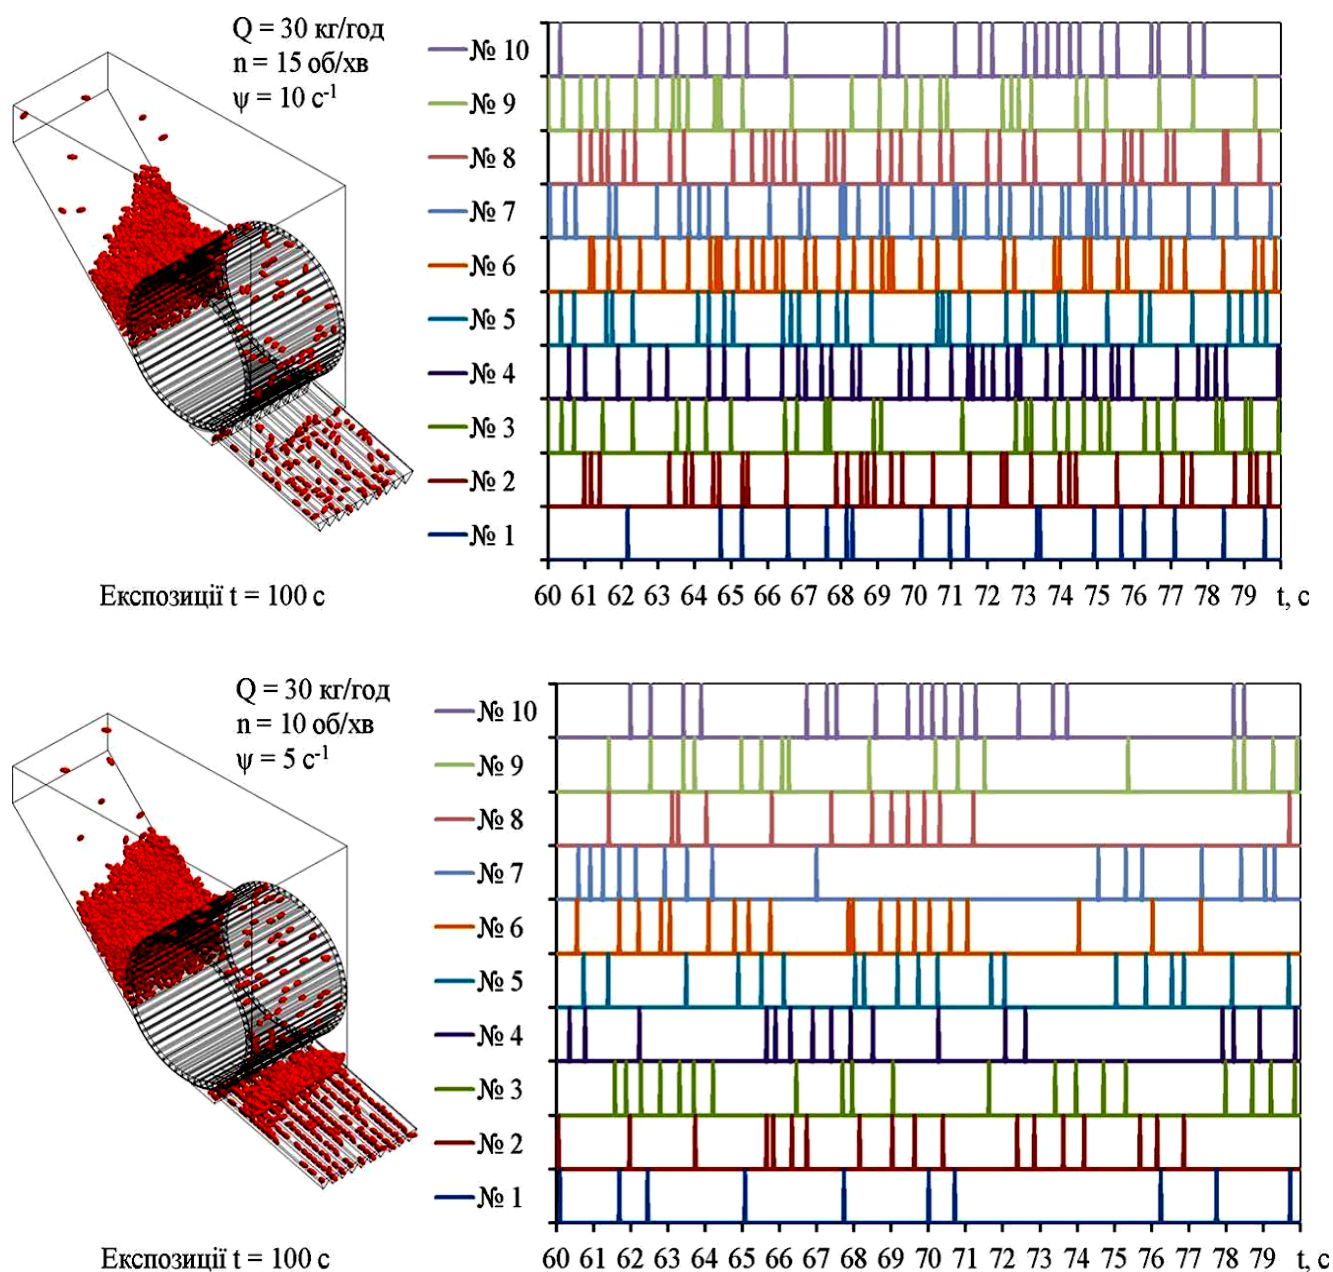 Q = 30 кг/год
n = 15 об/хв
ψ = 10 с⁻¹
№ 10
№ 9
№ 8
№ 7
№ 6
№ 5
№ 4
№ 3
№ 2
№ 1
60 61 62 63 64 65 66 67 68 69 70 71 72 73 74 75 76 77 78 79 t, с
Експозиції t = 100 с
Q = 30 кг/год
n = 10 об/хв
ψ = 5 с⁻¹
№ 10
№ 9
№ 8
№ 7
№ 6
№ 5
№ 4
№ 3
№ 2
№ 1
60 61 62 63 64 65 66 67 68 69 70 71 72 73 74 75 76 77 78 79 t, с
Експозиції t = 100 с